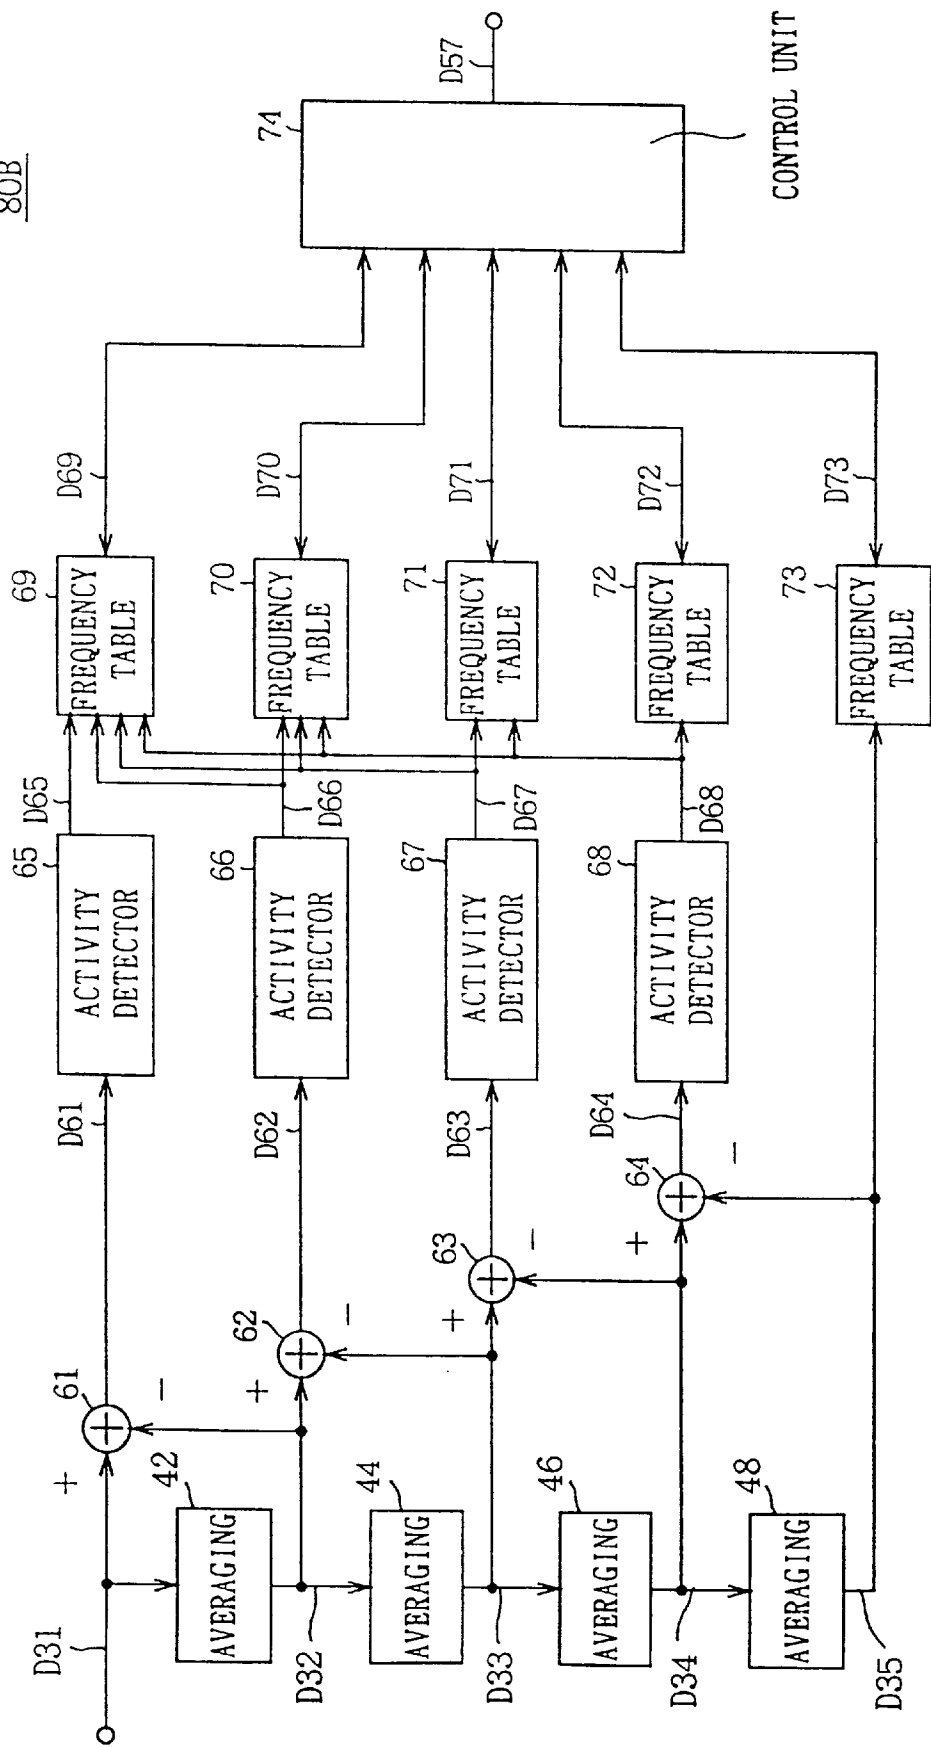 80B
D31
+
61
−
D61
65
ACTIVITY
DETECTOR
D65
69
FREQUENCY
TABLE
D69
42
AVERAGING
D32
+
62
−
D62
66
ACTIVITY
DETECTOR
D66
70
FREQUENCY
TABLE
D70
44
AVERAGING
D33
+
63
−
D63
67
ACTIVITY
DETECTOR
D67
71
FREQUENCY
TABLE
D71
46
AVERAGING
D34
+
64
−
D64
68
ACTIVITY
DETECTOR
D68
72
FREQUENCY
TABLE
D72
48
AVERAGING
D35
73
FREQUENCY
TABLE
D73
74
D57
CONTROL UNIT